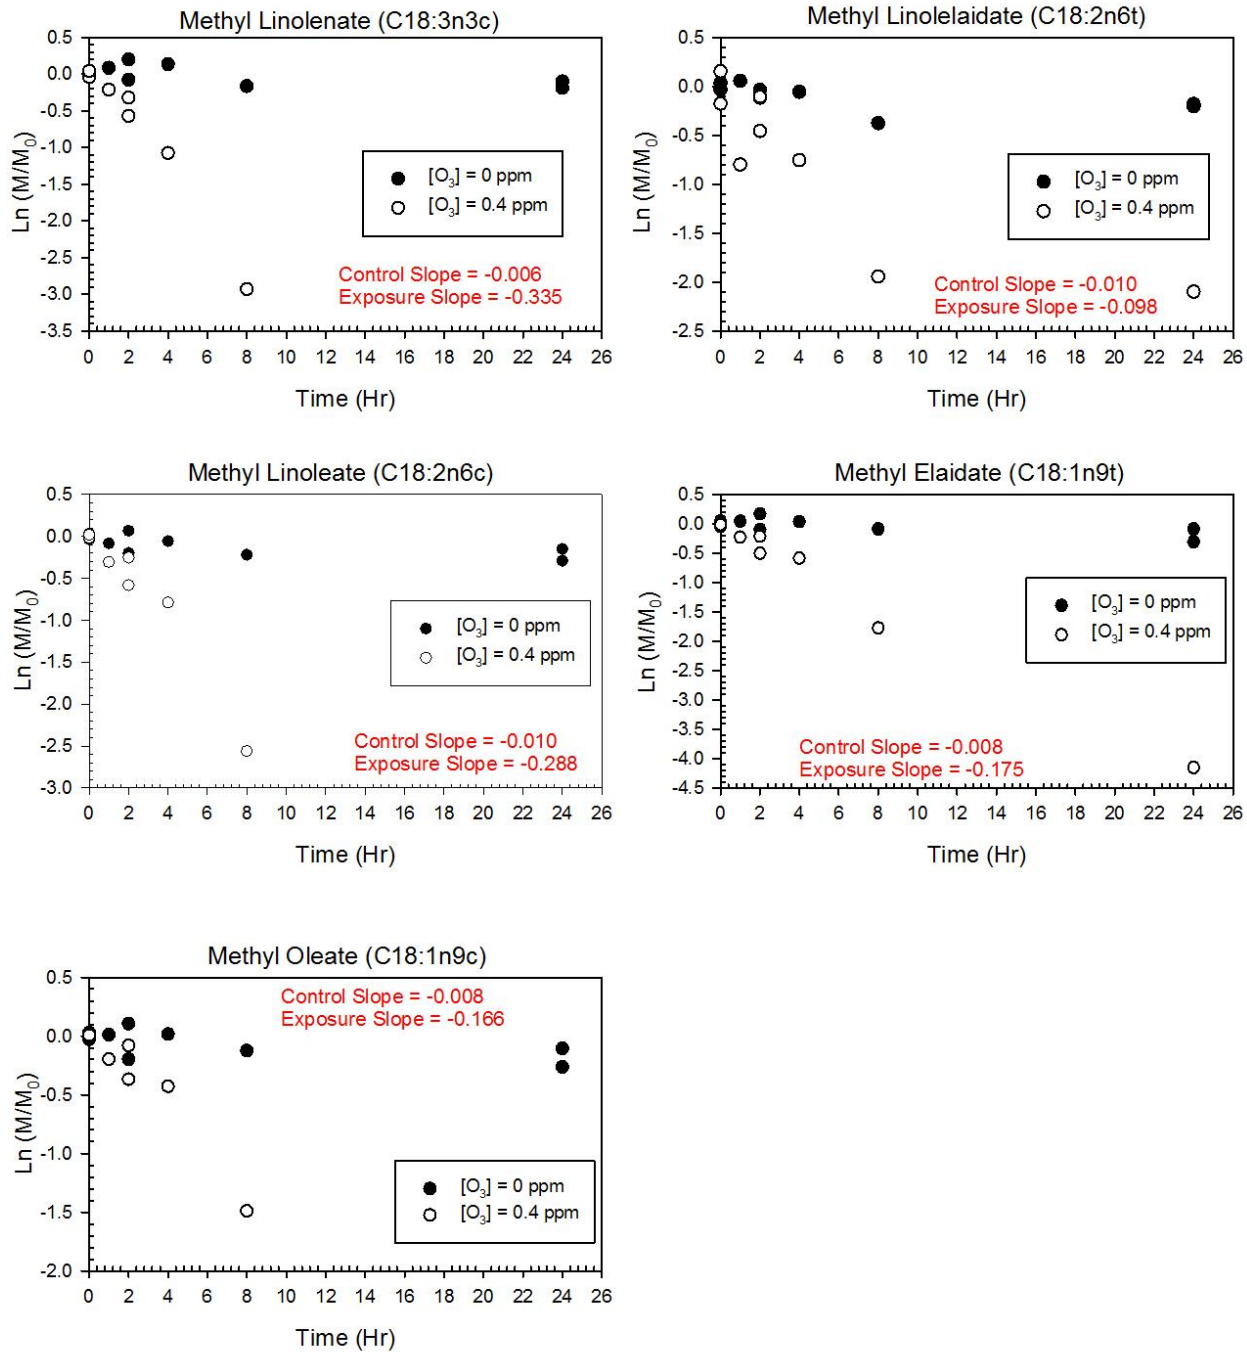 Methyl Linolenate (C18:3n3c)
0.5
0.0
-0.5
-1.0
-1.5
-2.0
-2.5
-3.0
-3.5
Ln (M/M₀)
[O₃] = 0 ppm
[O₃] = 0.4 ppm
Control Slope = -0.006
Exposure Slope = -0.335
0 2 4 6 8 10 12 14 16 18 20 22 24 26
Time (Hr)
Methyl Linolelaidate (C18:2n6t)
0.5
0.0
-0.5
-1.0
-1.5
-2.0
-2.5
Ln (M/M₀)
[O₃] = 0 ppm
[O₃] = 0.4 ppm
Control Slope = -0.010
Exposure Slope = -0.098
0 2 4 6 8 10 12 14 16 18 20 22 24 26
Time (Hr)
Methyl Linoleate (C18:2n6c)
0.5
0.0
-0.5
-1.0
-1.5
-2.0
-2.5
-3.0
Ln (M/M₀)
[O₃] = 0 ppm
[O₃] = 0.4 ppm
Control Slope = -0.010
Exposure Slope = -0.288
0 2 4 6 8 10 12 14 16 18 20 22 24 26
Time (Hr)
Methyl Elaidate (C18:1n9t)
0.5
0.0
-0.5
-1.0
-1.5
-2.0
-2.5
-3.0
-3.5
-4.0
-4.5
Ln (M/M₀)
[O₃] = 0 ppm
[O₃] = 0.4 ppm
Control Slope = -0.008
Exposure Slope = -0.175
0 2 4 6 8 10 12 14 16 18 20 22 24 26
Time (Hr)
Methyl Oleate (C18:1n9c)
0.5
0.0
-0.5
-1.0
-1.5
-2.0
Ln (M/M₀)
Control Slope = -0.008
Exposure Slope = -0.166
[O₃] = 0 ppm
[O₃] = 0.4 ppm
0 2 4 6 8 10 12 14 16 18 20 22 24 26
Time (Hr)